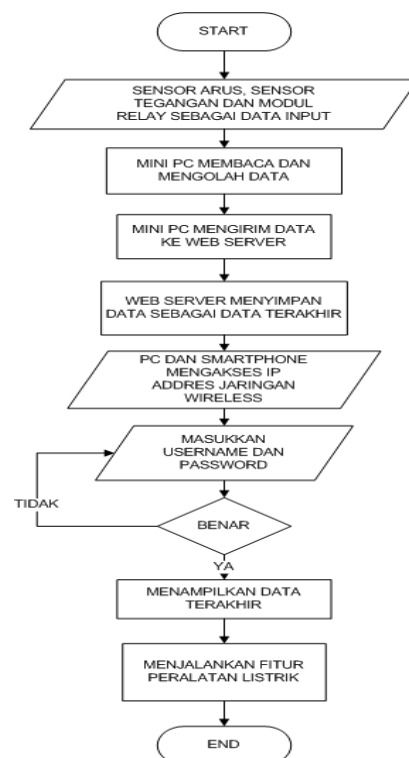 START
SENSOR ARUS, SENSOR
TEGANGAN DAN MODUL
RELAY SEBAGAI DATA INPUT
MINI PC MEMBACA DAN
MENGOLAH DATA
MINI PC MENGIRIM DATA
KE WEB SERVER
WEB SERVER MENYIMPAN
DATA SEBAGAI DATA TERAKHIR
PC DAN SMARTPHONE
MENGAKSES IP
ADDRES JARINGAN
WIRELESS
MASUKKAN
USERNAME DAN
PASSWORD
TIDAK
BENAR
YA
MENAMPILKAN DATA
TERAKHIR
MENJALANKAN FITUR
PERALATAN LISTRIK
END